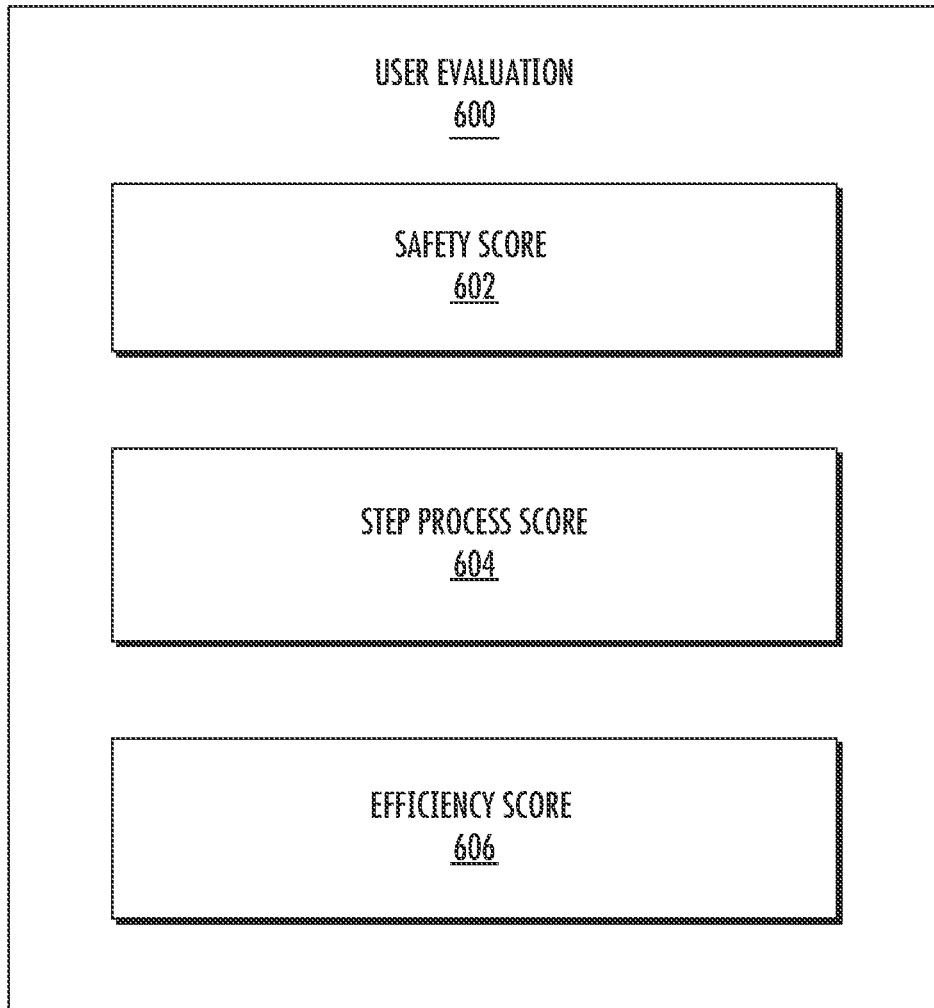 USER EVALUATION
600
SAFETY SCORE
602
STEP PROCESS SCORE
604
EFFICIENCY SCORE
606